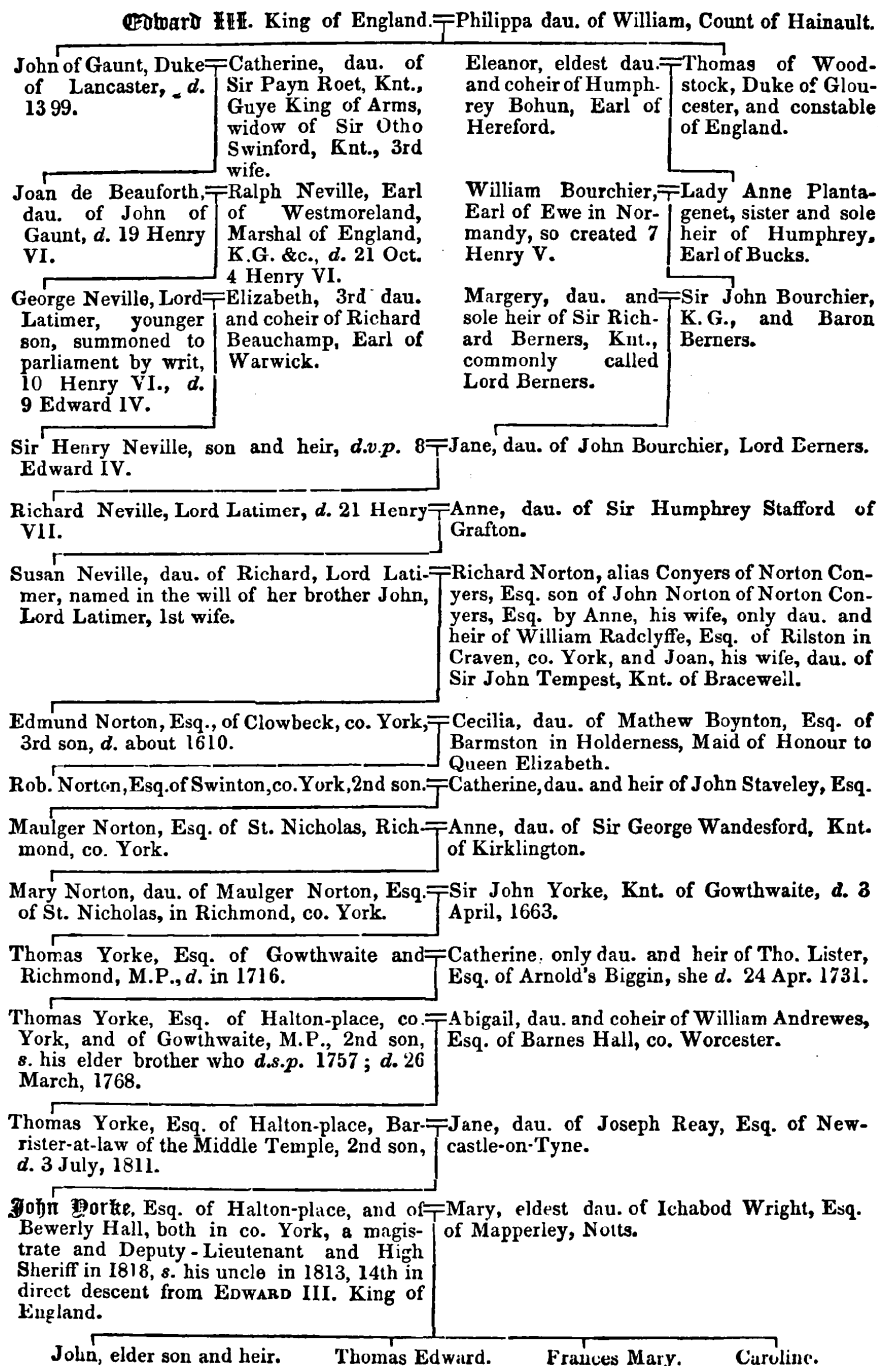 Edward III. King of England. Philippa dau. of William, Count of Hainault.
John of Gaunt, Duke
of Lancaster, d.
1399.
Catherine, dau. of
Sir Payn Roet, Knt.,
Guye King of Arms,
widow of Sir Otho
Swinford, Knt., 3rd
wife.
Eleanor, eldest dau.
and coheir of Humph-
rey Bohun, Earl of
Hereford.
Thomas of Wood-
stock, Duke of Glou-
cester, and constable
of England.
Joan de Beauforth,
dau. of John of
Gaunt, d. 19 Henry
VI.
Ralph Neville, Earl
of Westmoreland,
Marshal of England,
K.G. &c., d. 21 Oct.
4 Henry VI.
William Bourchier,
Earl of Ewe in Nor-
mandy, so created 7
Henry V.
Lady Anne Planta-
genet, sister and sole
heir of Humphrey,
Earl of Bucks.
George Neville, Lord
Latimer, younger
son, summoned to
parliament by writ,
10 Henry VI., d.
9 Edward IV.
Elizabeth, 3rd dau.
and coheir of Richard
Beauchamp, Earl of
Warwick.
Margery, dau. and
sole heir of Sir Rich-
ard Berners, Knt.,
commonly called
Lord Berners.
Sir John Bourchier,
K. G., and Baron
Berners.
Sir Henry Neville, son and heir, d.v.p. 8
Edward IV.
Jane, dau. of John Bourchier, Lord Berners.
Richard Neville, Lord Latimer, d. 21 Henry
VII.
Anne, dau. of Sir Humphrey Stafford of
Grafton.
Susan Neville, dau. of Richard, Lord Lati-
mer, named in the will of her brother John,
Lord Latimer, 1st wife.
Richard Norton, alias Conyers of Norton Con-
yers, Esq. son of John Norton of Norton Con-
yers, Esq. by Anne, his wife, only dau. and
heir of William Radclyffe, Esq. of Rilston in
Craven, co. York, and Joan, his wife, dau. of
Sir John Tempest, Knt. of Bracewell.
Edmund Norton, Esq., of Clowbeck, co. York,
3rd son, d. about 1610.
Cecilia, dau. of Mathew Boynton, Esq. of
Barmston in Holderness, Maid of Honour to
Queen Elizabeth.
Rob. Norton, Esq. of Swinton, co. York, 2nd son.
Catherine, dau. and heir of John Staveley, Esq.
Maulger Norton, Esq. of St. Nicholas, Rich-
mond, co. York.
Anne, dau. of Sir George Wandesford, Knt.
of Kirklington.
Mary Norton, dau. of Maulger Norton, Esq.
of St. Nicholas, in Richmond, co. York.
Sir John Yorke, Knt. of Gowthwaite, d. 3
April, 1663.
Thomas Yorke, Esq. of Gowthwaite and
Richmond, M.P., d. in 1716.
Catherine, only dau. and heir of Tho. Lister,
Esq. of Arnold's Biggin, she d. 24 Apr. 1731.
Thomas Yorke, Esq. of Halton-place, co.
York, and of Gowthwaite, M.P., 2nd son,
s. his elder brother who d.s.p. 1757; d. 26
March, 1768.
Abigail, dau. and coheir of William Andrewes,
Esq. of Barnes Hall, co. Worcester.
Thomas Yorke, Esq. of Halton-place, Bar-
rister-at-law of the Middle Temple, 2nd son,
d. 3 July, 1811.
Jane, dau. of Joseph Reay, Esq. of New-
castle-on-Tyne.
John Yorke, Esq. of Halton-place, and of
Bewerly Hall, both in co. York, a magis-
trate and Deputy-Lieutenant and High
Sheriff in 1818, s. his uncle in 1813, 14th in
direct descent from EDWARD III. King of
England.
Mary, eldest dau. of Ichabod Wright, Esq.
of Mapperley, Notts.
John, elder son and heir. Thomas Edward. Frances Mary. Caroline.